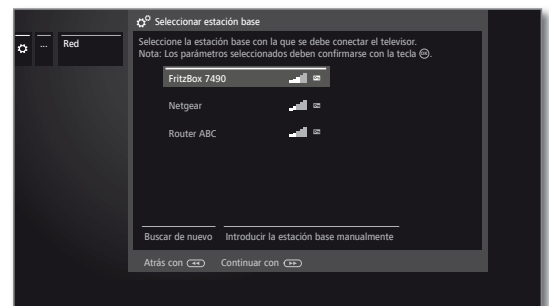 Seleccionar estación base
... Red
Seleccione la estación base con la que se debe conectar el televisor.
Nota: Los parámetros seleccionados deben confirmarse con la tecla OK.
FritzBox 7490
Netgear
Router ABC
Buscar de nuevo Introducir la estación base manualmente
Atrás con Continuar con